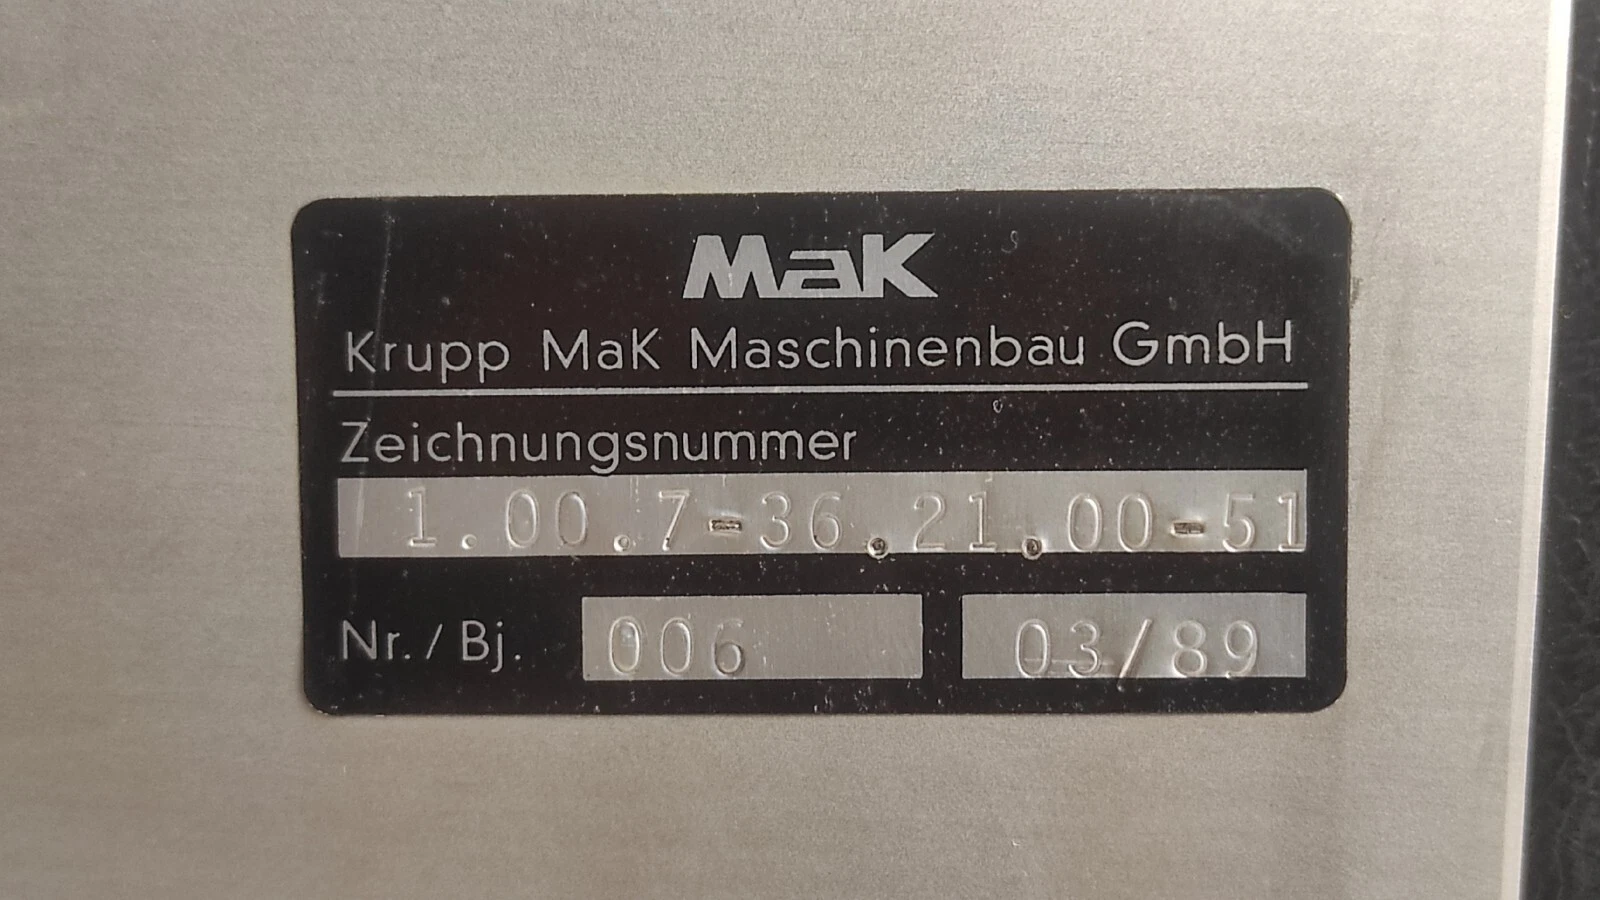 MaK
Krupp MaK Maschinenbau GmbH
Zeichnungsnummer
1.00.7-36.21.00-51
Nr./Bj. 006 03/89